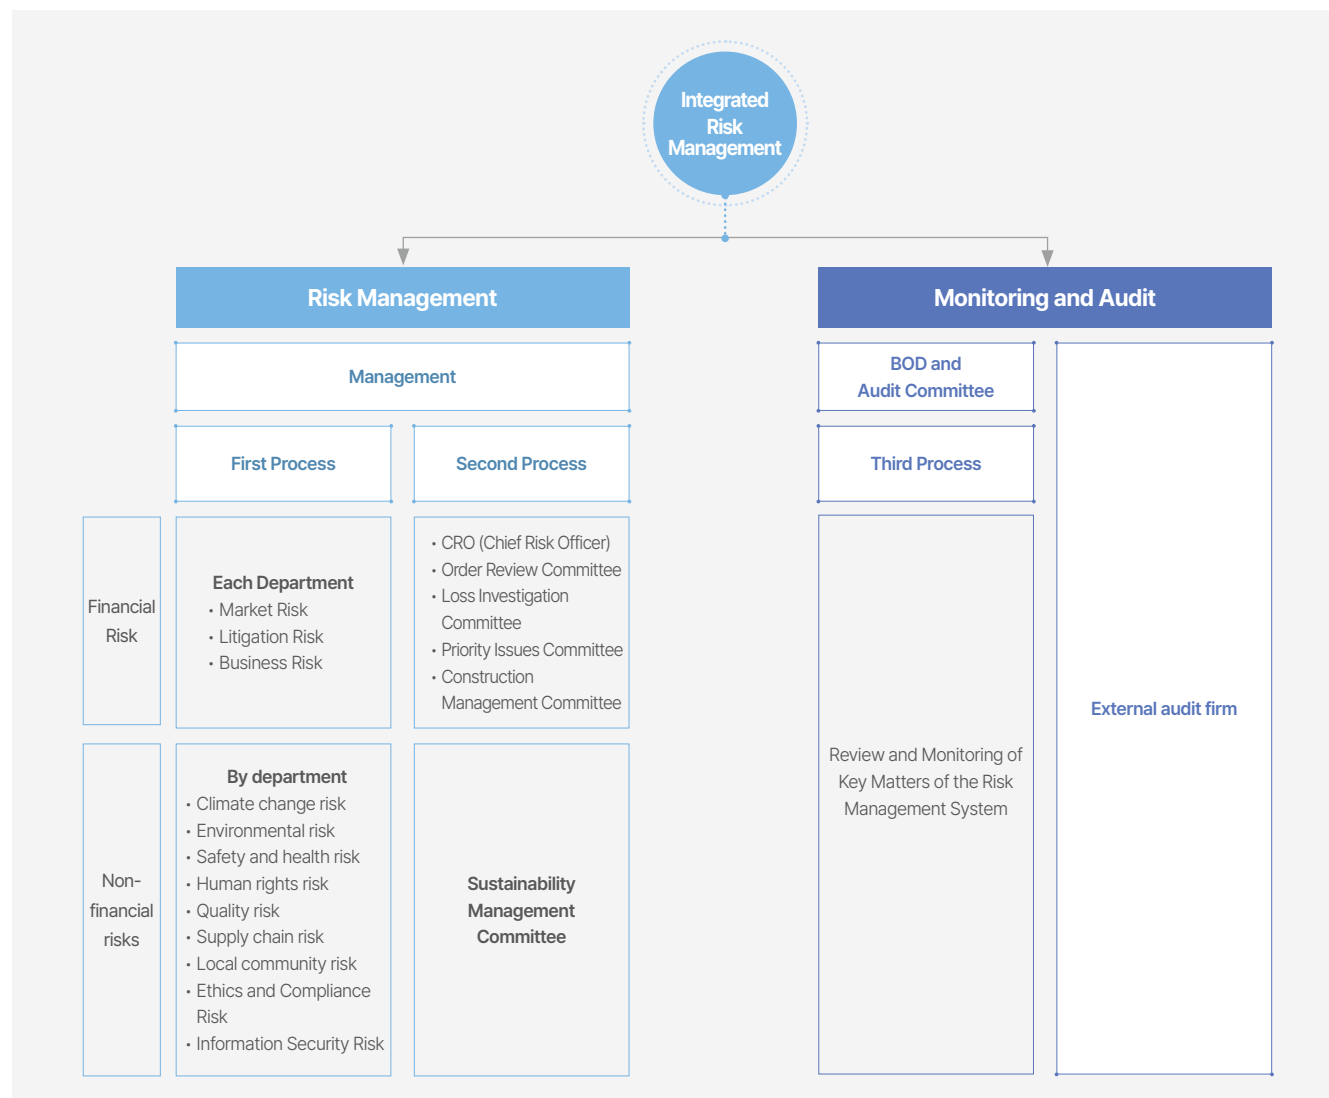 Integrated
Risk
Management
Risk Management
Monitoring and Audit
Management
BOD and
Audit Committee
First Process
Second Process
Third Process
Financial
Risk
Each Department
• Market Risk
• Litigation Risk
• Business Risk
• CRO (Chief Risk Officer)
• Order Review Committee
• Loss Investigation
Committee
• Priority Issues Committee
• Construction
Management Committee
Non-
financial
risks
By department
• Climate change risk
• Environmental risk
• Safety and health risk
• Human rights risk
• Quality risk
• Supply chain risk
• Local community risk
• Ethics and Compliance
Risk
• Information Security Risk
Sustainability
Management
Committee
Review and Monitoring of
Key Matters of the Risk
Management System
External audit firm